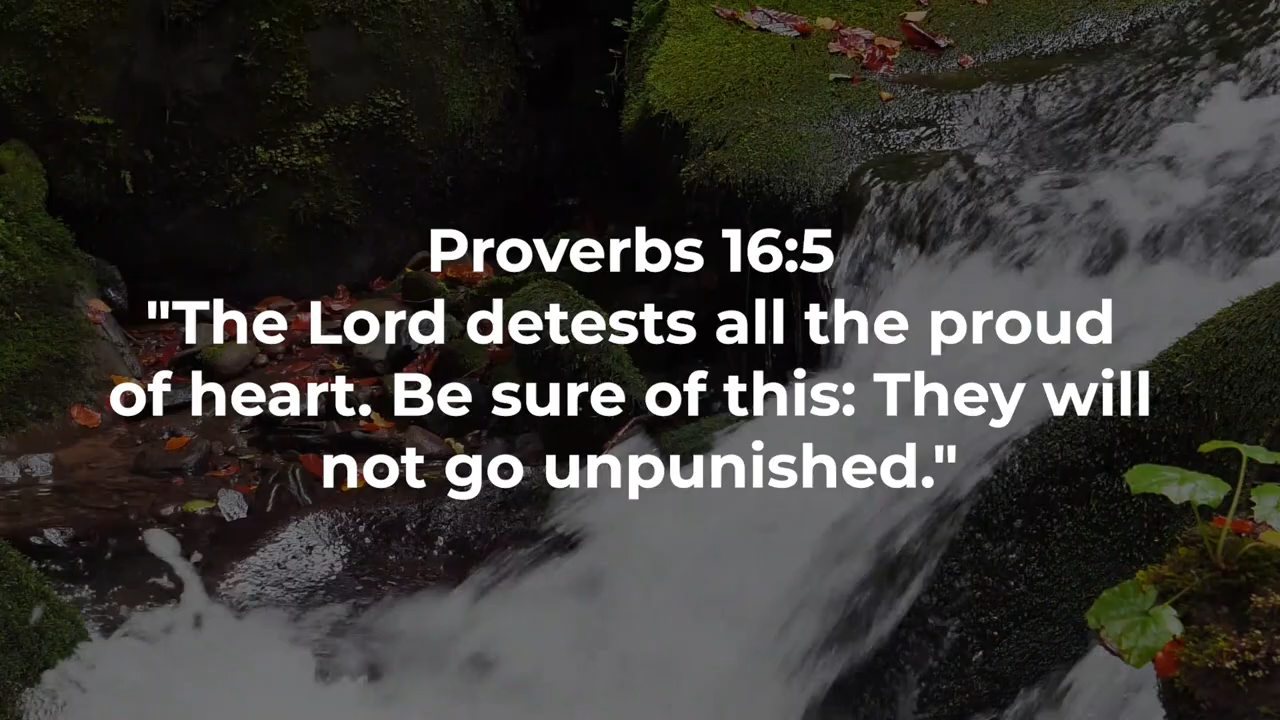 Proverbs 16:5
"The Lord detests all the proud
of heart. Be sure of this: They will
not go unpunished."